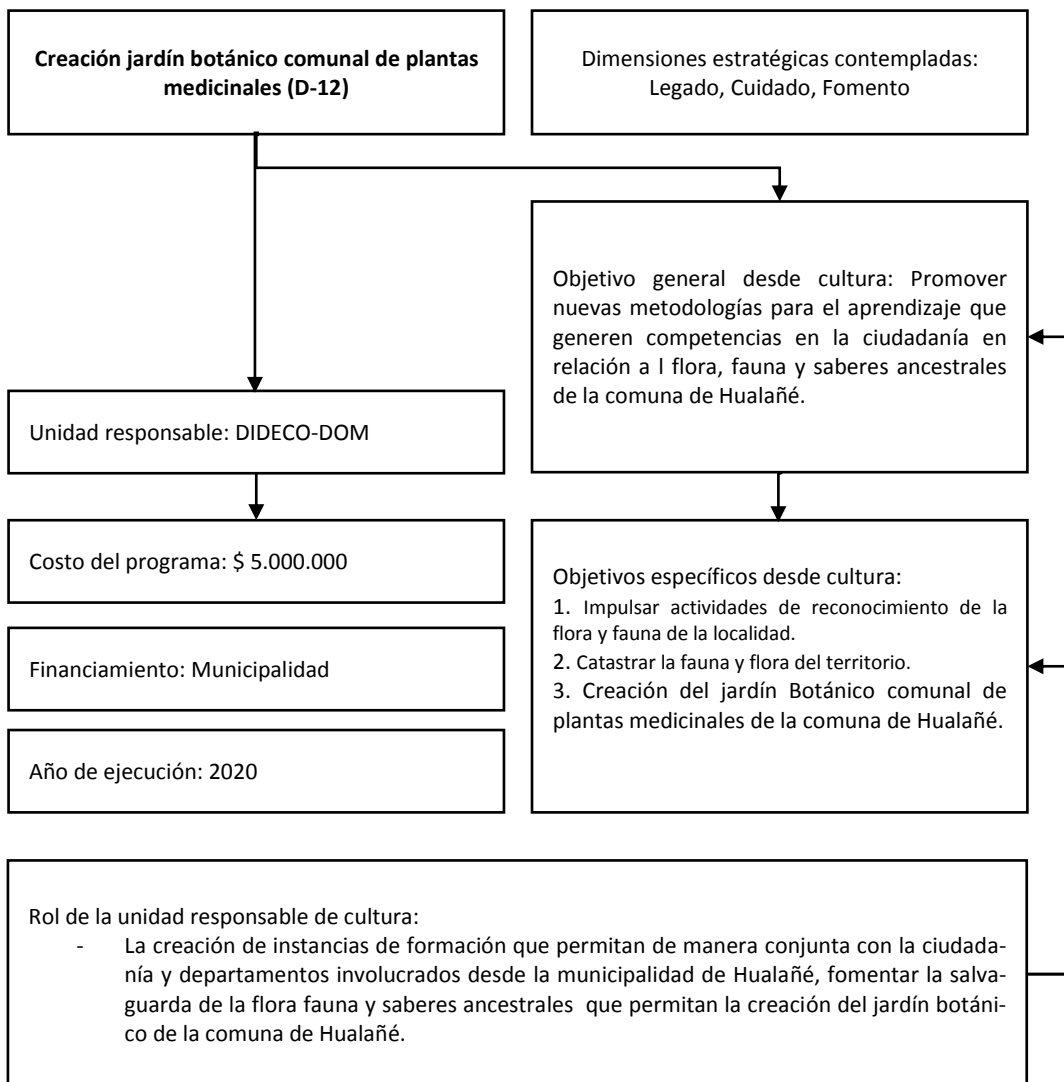 Creación jardín botánico comunal de plantas
medicinales (D-12)
Dimensiones estratégicas contempladas:
Legado, Cuidado, Fomento
Objetivo general desde cultura: Promover
nuevas metodologías para el aprendizaje que
generen competencias en la ciudadanía en
relación a l flora, fauna y saberes ancestrales
de la comuna de Hualañé.
Unidad responsable: DIDECO-DOM
Costo del programa: $ 5.000.000
Financiamiento: Municipalidad
Año de ejecución: 2020
Objetivos específicos desde cultura:
1. Impulsar actividades de reconocimiento de la
flora y fauna de la localidad.
2. Catastrar la fauna y flora del territorio.
3. Creación del jardín Botánico comunal de
plantas medicinales de la comuna de Hualañé.
Rol de la unidad responsable de cultura:
- La creación de instancias de formación que permitan de manera conjunta con la ciudada-
nía y departamentos involucrados desde la municipalidad de Hualañé, fomentar la salva-
guarda de la flora fauna y saberes ancestrales que permitan la creación del jardín botáni-
co de la comuna de Hualañé.